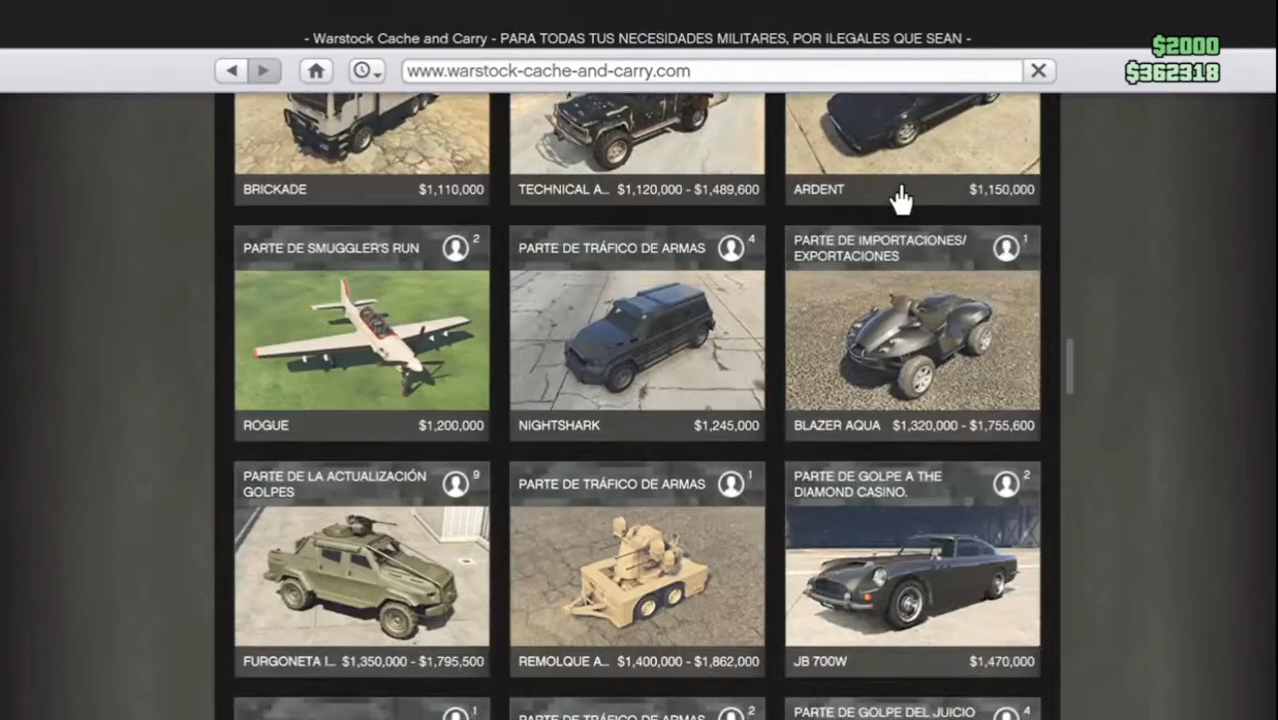 - Warstock Cache and Carry - PARA TODAS TUS NECESIDADES MILITARES, POR ILEGALES QUE SEAN -
$2000
www.warstock-cache-and-carry.com
$362318
BRICKADE $1,110,000
TECHNICAL A... $1,120,000 - $1,489,600
ARDENT $1,150,000
PARTE DE SMUGGLER'S RUN 2
PARTE DE TRÁFICO DE ARMAS 4
PARTE DE IMPORTACIONES/
EXPORTACIONES 1
ROGUE $1,200,000
NIGHTSHARK $1,245,000
BLAZER AQUA $1,320,000 - $1,755,600
PARTE DE LA ACTUALIZACIÓN
GOLPES 9
PARTE DE TRÁFICO DE ARMAS 1
PARTE DE GOLPE A THE
DIAMOND CASINO. 2
FURGONETA I... $1,350,000 - $1,795,500
REMOLQUE A... $1,400,000 - $1,862,000
JB 700W $1,470,000
1
PARTE DE TRÁFICO DE ARMAS 2
PARTE DE GOLPE DEL JUICIO 4